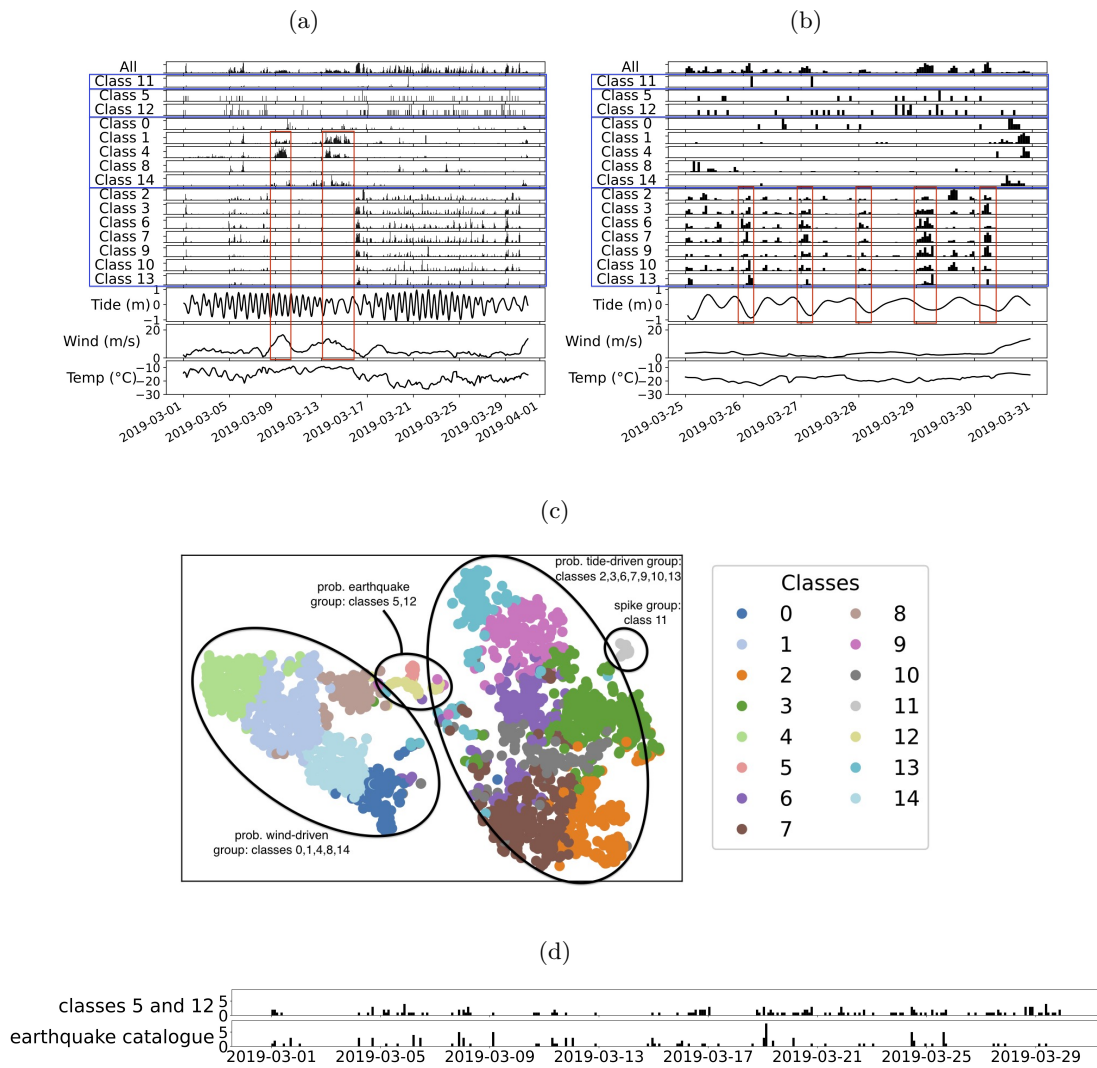 (a)
All
Class 11
Class 5
Class 12
Class 0
Class 1
Class 4
Class 8
Class 14
Class 2
Class 3
Class 6
Class 7
Class 9
Class 10
Class 13
Tide (m)
1
0
−1
Wind (m/s)
20
0
Temp (°C)
−10
−20
−30
2019-03-01
2019-03-05
2019-03-09
2019-03-13
2019-03-17
2019-03-21
2019-03-25
2019-03-29
2019-04-01
(b)
All
Class 11
Class 5
Class 12
Class 0
Class 1
Class 4
Class 8
Class 14
Class 2
Class 3
Class 6
Class 7
Class 9
Class 10
Class 13
Tide (m)
1
0
−1
Wind (m/s)
20
0
Temp (°C)
−10
−20
−30
2019-03-25
2019-03-26
2019-03-27
2019-03-28
2019-03-29
2019-03-30
2019-03-31
(c)
prob. tide-driven group:
classes 2,3,6,7,9,10,13
prob. earthquake
group: classes 5,12
spike group:
class 11
prob. wind-driven
group: classes 0,1,4,8,14
Classes
0
1
2
3
4
5
6
7
8
9
10
11
12
13
14
(d)
classes 5 and 12
5
0
earthquake catalogue
5
0
2019-03-01
2019-03-05
2019-03-09
2019-03-13
2019-03-17
2019-03-21
2019-03-25
2019-03-29